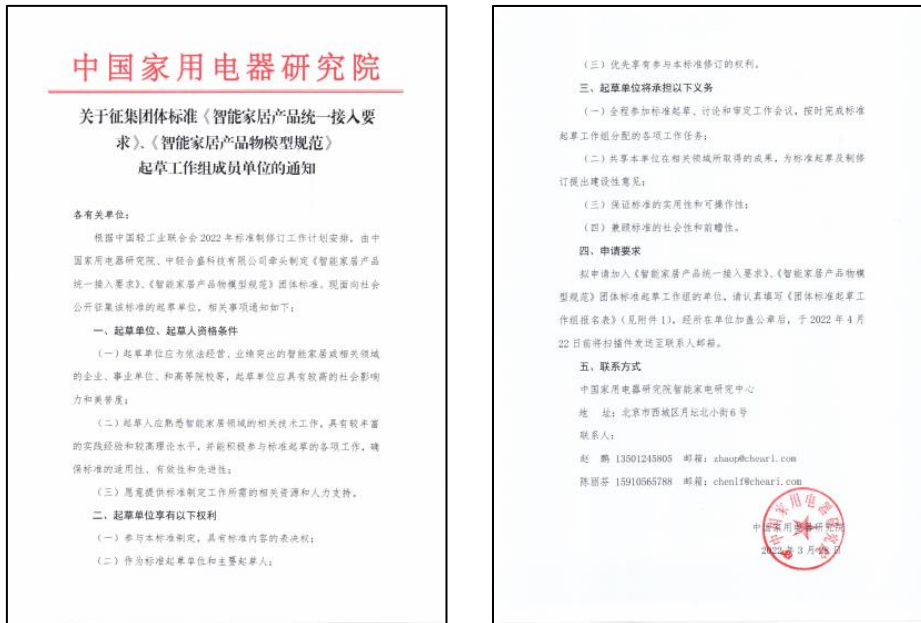 中国家用电器研究院
关于征集团体标准《智能家居产品统一接入要
求》、《智能家居产品物模型规范》
起草工作组成员单位的通知
各有关单位：
根据中国轻工业联合会 2022 年标准制修订工作计划安排，由中
国家用电器研究院、中轻合盛科技有限公司牵头制定《智能家居产品
统一接入要求》、《智能家居产品物模型规范》团体标准。现面向社会
公开征集该标准的起草单位，相关事项通知如下：
一、起草单位、起草人资格条件
（一）起草单位应为依法经营、业绩突出的智能家居或相关领域
的企业、事业单位、和高等院校等，起草单位应具有较高的社会影响
力和美誉度；
（二）起草人应熟悉智能家居领域的相关技术工作，具有较丰富
的实践经验和较高理论水平，并能积极参与标准起草的各项工作，确
保标准的适用性、有效性和先进性；
（三）愿意提供标准制定工作所需的相关资源和人力支持。
二、起草单位享有以下权利
（一）参与本标准制定，具有标准内容的表决权；
（二）作为标准起草单位和主要起草人；
（三）优先享有参与本标准修订的权利。
三、起草单位将承担以下义务
（一）全程参加标准起草、讨论和审定工作会议，按时完成标准
起草工作组分配的各项工作任务；
（二）共享本单位在相关领域所取得的成果，为标准起草及制修
订提出建设性意见；
（三）保证标准的实用性和可操作性；
（四）兼顾标准的社会性和前瞻性。
四、申请要求
拟申请加入《智能家居产品统一接入要求》、《智能家居产品物模
型规范》团体标准起草工作组的单位，请认真填写《团体标准起草工
作组报名表》（见附件 1），经所在单位加盖公章后，于 2022 年 4 月
22 日前将扫描件发送至联系人邮箱。
五、联系方式
中国家用电器研究院智能家电研究中心
地 址：北京市西城区月坛北小街 6 号
联系人：
赵 鹏 13501245805 邮箱：zhaop@cheari.com
陈丽芬 15910565788 邮箱：chenlf@cheari.com
中国家用电器研究院
2022 年 3 月 28 日